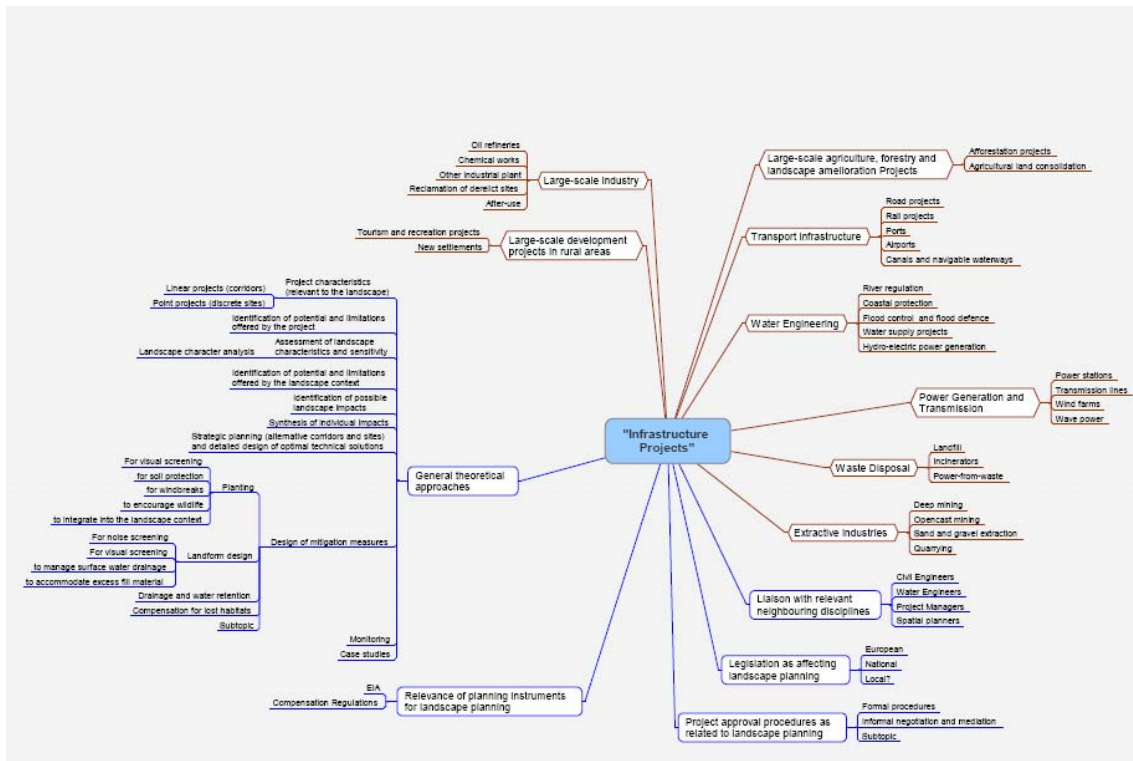 "Infrastructure
Projects"
Large-scale agriculture, forestry and
landscape amelioration Projects
Afforestation projects
Agricultural land consolidation
Transport Infrastructure
Road projects
Rail projects
Ports
Airports
Canals and navigable waterways
Water Engineering
River regulation
Coastal protection
Flood control and flood defence
Water supply projects
Hydro-electric power generation
Power Generation and
Transmission
Power stations
Transmission lines
Wind farms
Wave power
Waste Disposal
Landfill
Incinerators
Power-from-waste
Extractive Industries
Deep mining
Opencast mining
Sand and gravel extraction
Quarrying
Liaison with relevant
neighbouring disciplines
Civil Engineers
Water Engineers
Project Managers
Spatial planners
Legislation as affecting
landscape planning
European
National
Local?
Project approval procedures as
related to landscape planning
Formal procedures
Informal negotiation and mediation
Subtopic
Large-scale Industry
Oil refineries
Chemical works
Other industrial plant
Reclamation of derelict sites
After-use
Large-scale development
projects in rural areas
Tourism and recreation projects
New settlements
General theoretical
approaches
Project characteristics
(relevant to the landscape)
Linear projects (corridors)
Point projects (discrete sites)
Identification of potential and limitations
offered by the project
Assessment of landscape
characteristics and sensitivity
Landscape character analysis
Identification of potential and limitations
offered by the landscape context
Identification of possible
landscape impacts
Synthesis of individual impacts
Strategic planning (alternative corridors and sites)
and detailed design of optimal technical solutions
Design of mitigation measures
Planting
For visual screening
for soil protection
for windbreaks
to encourage wildlife
to integrate into the landscape context
Landform design
For noise screening
For visual screening
to manage surface water drainage
to accommodate excess fill material
Drainage and water retention
Compensation for lost habitats
Subtopic
Monitoring
Case studies
Relevance of planning instruments
for landscape planning
EIA
Compensation Regulations